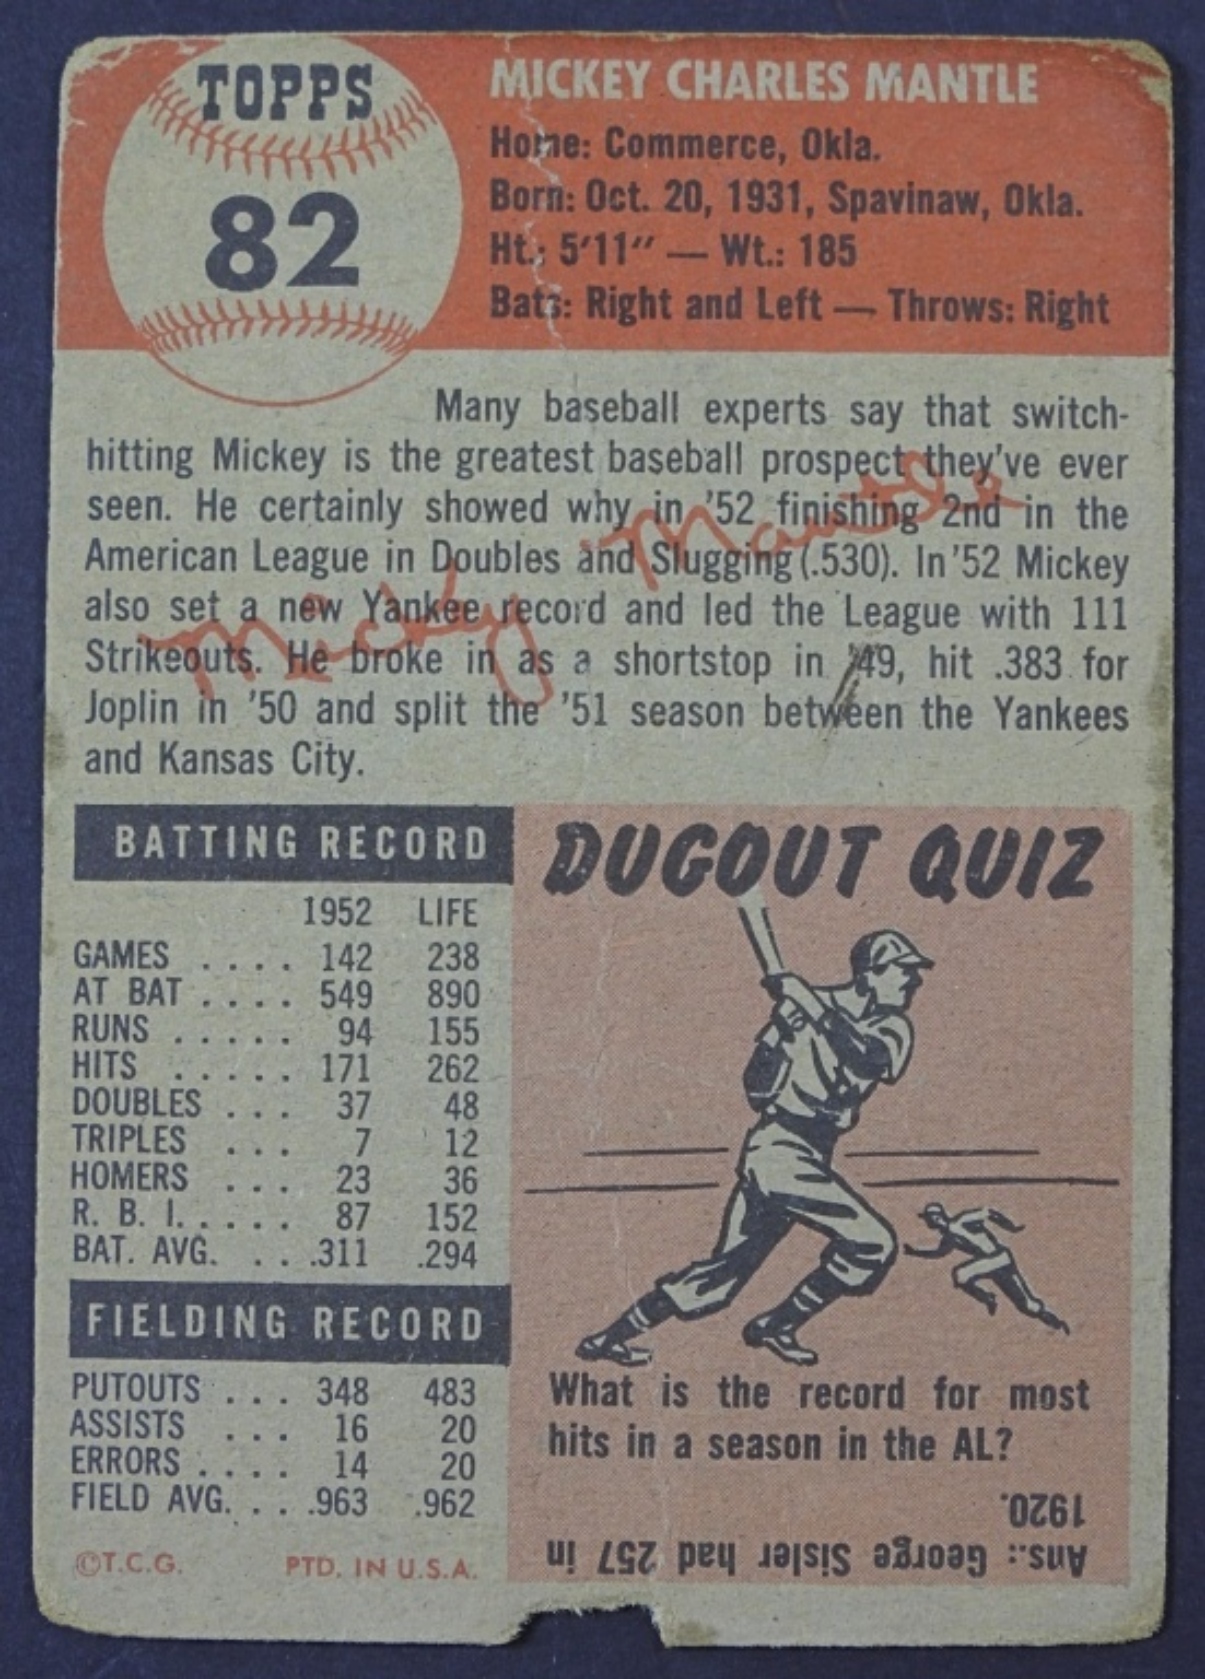 TOPPS
82
MICKEY CHARLES MANTLE
Home: Commerce, Okla.
Born: Oct. 20, 1931, Spavinaw, Okla.
Ht.: 5'11" — Wt.: 185
Bats: Right and Left — Throws: Right
Many baseball experts say that switch-
hitting Mickey is the greatest baseball prospect they've ever
seen. He certainly showed why in '52 finishing 2nd in the
American League in Doubles and Slugging (.530). In '52 Mickey
also set a new Yankee record and led the League with 111
Strikeouts. He broke in as a shortstop in '49, hit .383 for
Joplin in '50 and split the '51 season between the Yankees
and Kansas City.
Micky Mantle
BATTING RECORD
1952 LIFE
GAMES .... 142 238
AT BAT .... 549 890
RUNS ..... 94 155
HITS ..... 171 262
DOUBLES ... 37 48
TRIPLES ... 7 12
HOMERS ... 23 36
R. B. I. .... 87 152
BAT. AVG. ... .311 .294
FIELDING RECORD
PUTOUTS ... 348 483
ASSISTS ... 16 20
ERRORS .... 14 20
FIELD AVG. ... .963 .962
©T.C.G. PTD. IN U.S.A.
DUGOUT QUIZ
What is the record for most
hits in a season in the AL?
Ans.: George Sisler had 257 in
1920.